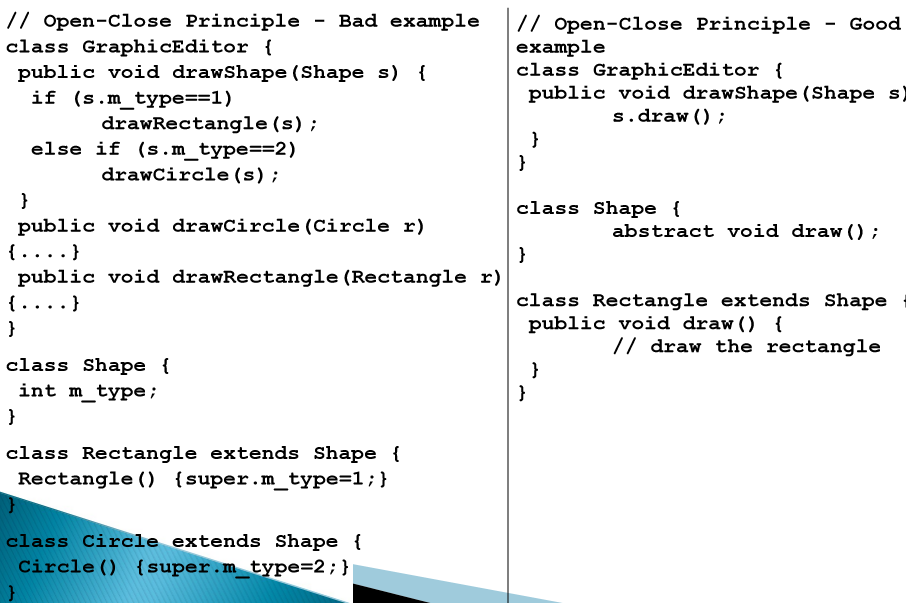 // Open-Close Principle - Bad example
class GraphicEditor {
public void drawShape(Shape s) {
if (s.m_type==1)
drawRectangle(s);
else if (s.m_type==2)
drawCircle(s);
}
public void drawCircle(Circle r)
{....}
public void drawRectangle(Rectangle r)
{....}
}
class Shape {
int m_type;
}
class Rectangle extends Shape {
Rectangle() {super.m_type=1;}
}
class Circle extends Shape {
Circle() {super.m_type=2;}
}
// Open-Close Principle - Good
example
class GraphicEditor {
public void drawShape(Shape s)
s.draw();
}
}
class Shape {
abstract void draw();
}
class Rectangle extends Shape {
public void draw() {
// draw the rectangle
}
}